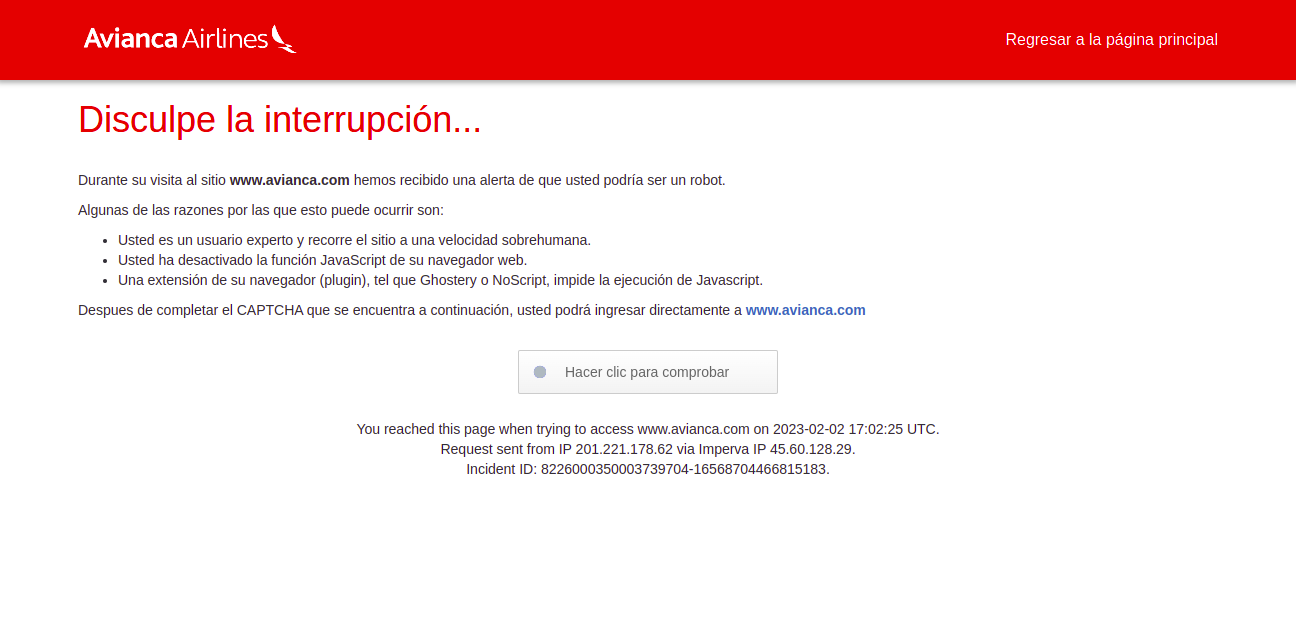 Avianca Airlines
Regresar a la página principal
Disculpe la interrupción...
Durante su visita al sitio www.avianca.com hemos recibido una alerta de que usted podría ser un robot.
Algunas de las razones por las que esto puede ocurrir son:
Usted es un usuario experto y recorre el sitio a una velocidad sobrehumana.
Usted ha desactivado la función JavaScript de su navegador web.
Una extensión de su navegador (plugin), tel que Ghostery o NoScript, impide la ejecución de Javascript.
Despues de completar el CAPTCHA que se encuentra a continuación, usted podrá ingresar directamente a www.avianca.com
Hacer clic para comprobar
You reached this page when trying to access www.avianca.com on 2023-02-02 17:02:25 UTC.
Request sent from IP 201.221.178.62 via Imperva IP 45.60.128.29.
Incident ID: 8226000350003739704-16568704466815183.